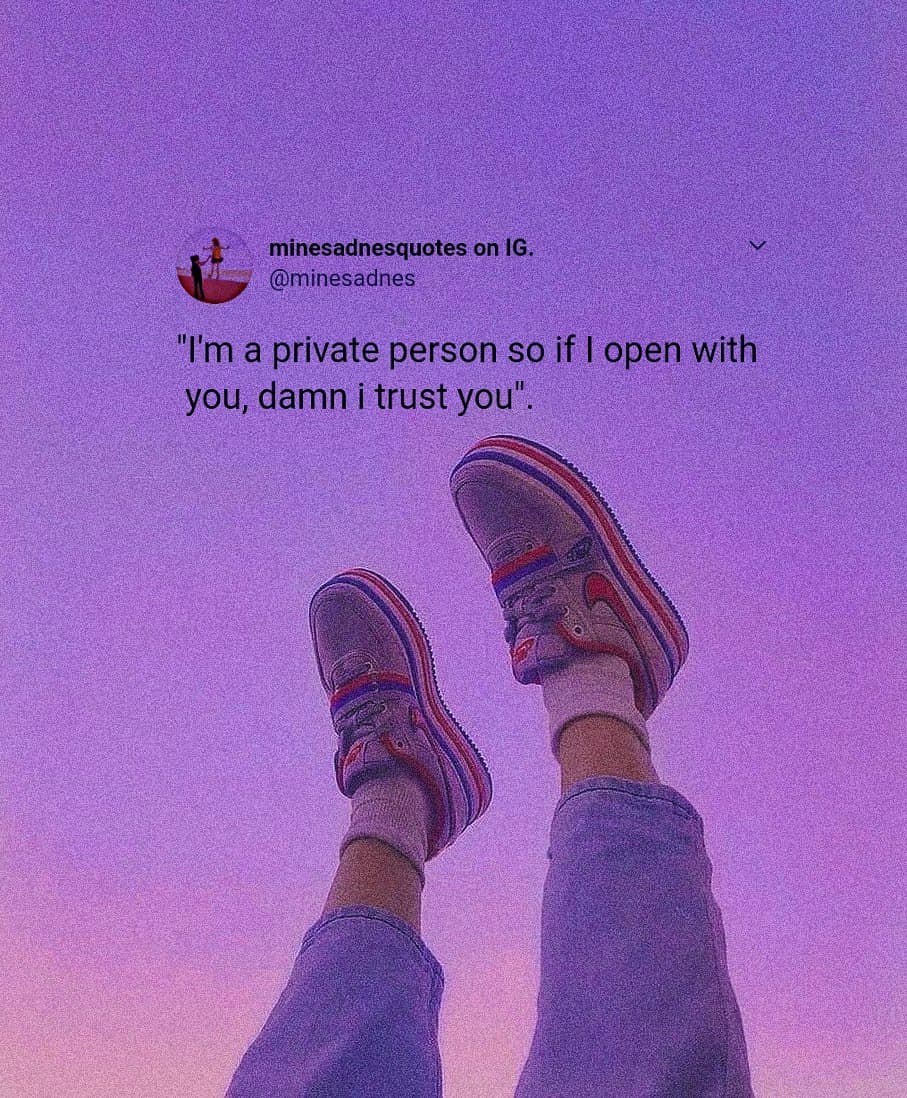 minesadnesquotes on IG.
@minesadnes
"I'm a private person so if I open with
you, damn i trust you".